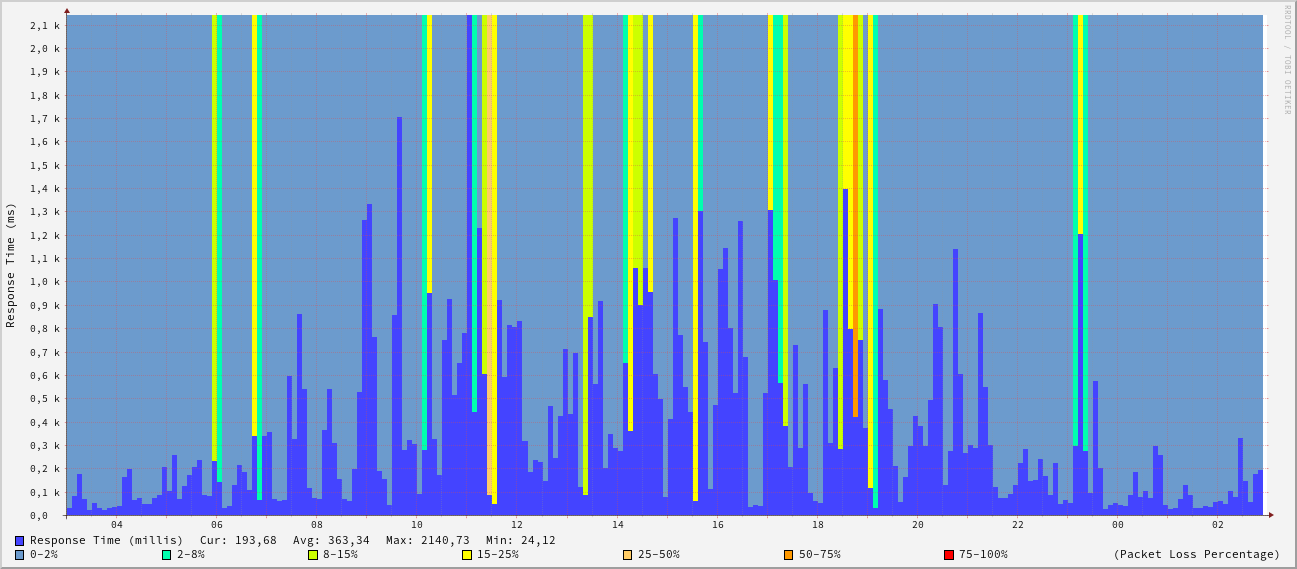 RRDTOOL / TOBI OETIKER
Response Time (ms)
2,1 k
2,0 k
1,9 k
1,8 k
1,7 k
1,6 k
1,5 k
1,4 k
1,3 k
1,2 k
1,1 k
1,0 k
0,9 k
0,8 k
0,7 k
0,6 k
0,5 k
0,4 k
0,3 k
0,2 k
0,1 k
0,0
04 06 08 10 12 14 16 18 20 22 00 02
Response Time (millis) Cur: 193,68 Avg: 363,34 Max: 2140,73 Min: 24,12
0-2% 2-8% 8-15% 15-25% 25-50% 50-75% 75-100% (Packet Loss Percentage)